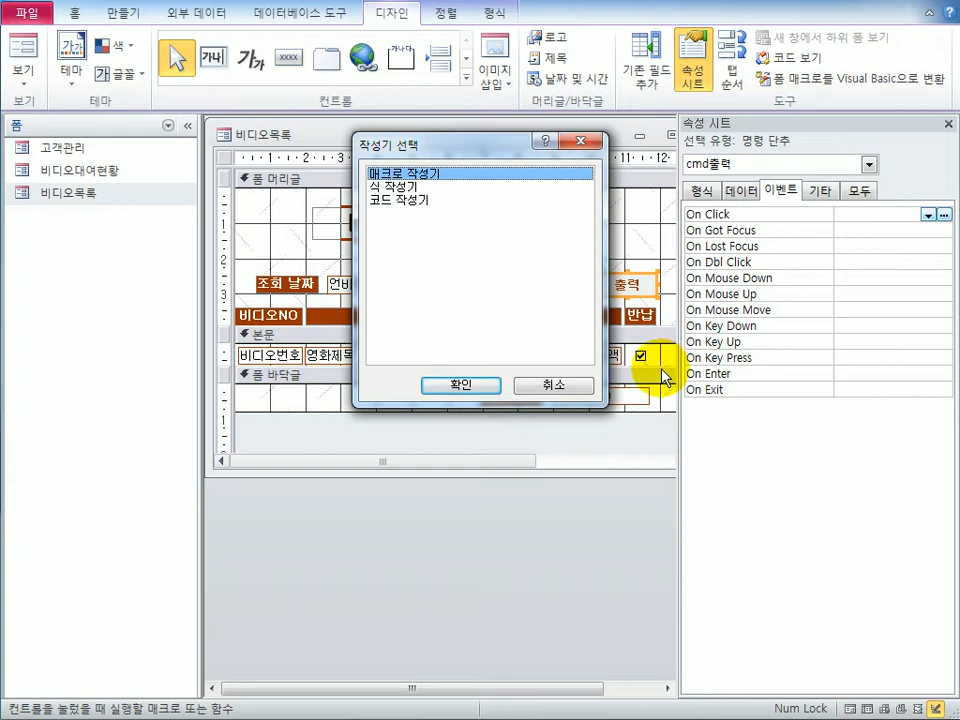 파일 홈 만들기 외부 데이터 데이터베이스 도구 디자인 정렬 형식
보기
보기
테마
색
글꼴
테마
가나
가가
xxxx
가나다
컨트롤
이미지
삽입
로고
제목
날짜 및 시간
머리글/바닥글
기존 필드
추가
속성
시트
탭
순서
새 창에서 하위 폼 보기
코드 보기
폼 매크로를 Visual Basic으로 변환
도구
폼
고객관리
비디오대여현황
비디오목록
비디오목록
폼 머리글
조회 날짜
출력
비디오NO
반납
본문
비디오번호 영화제목
폼 바닥글
작성기 선택
매크로 작성기
식 작성기
코드 작성기
확인 취소
속성 시트
선택 유형: 명령 단추
cmd출력
형식 데이터 이벤트 기타 모두
On Click
On Got Focus
On Lost Focus
On Dbl Click
On Mouse Down
On Mouse Up
On Mouse Move
On Key Down
On Key Up
On Key Press
On Enter
On Exit
컨트롤을 눌렀을 때 실행할 매크로 또는 함수
Num Lock